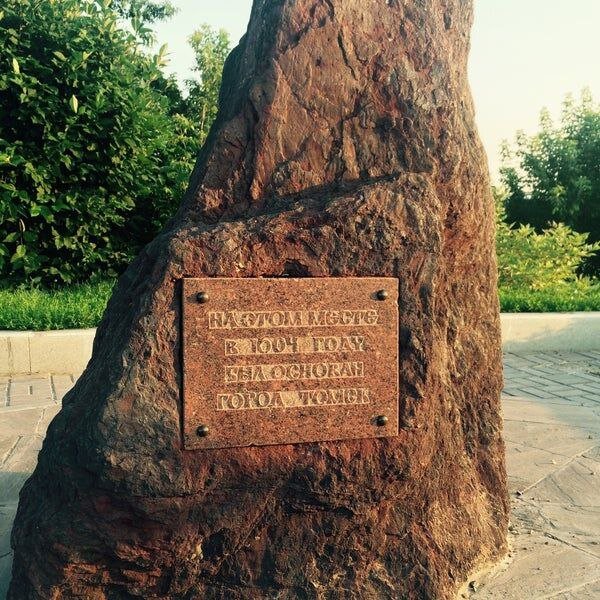 НА ЭТОМ МЕСТЕ
В 1604 ГОДУ
БЫЛ ОСНОВАН
ГОРОД ТОМСК